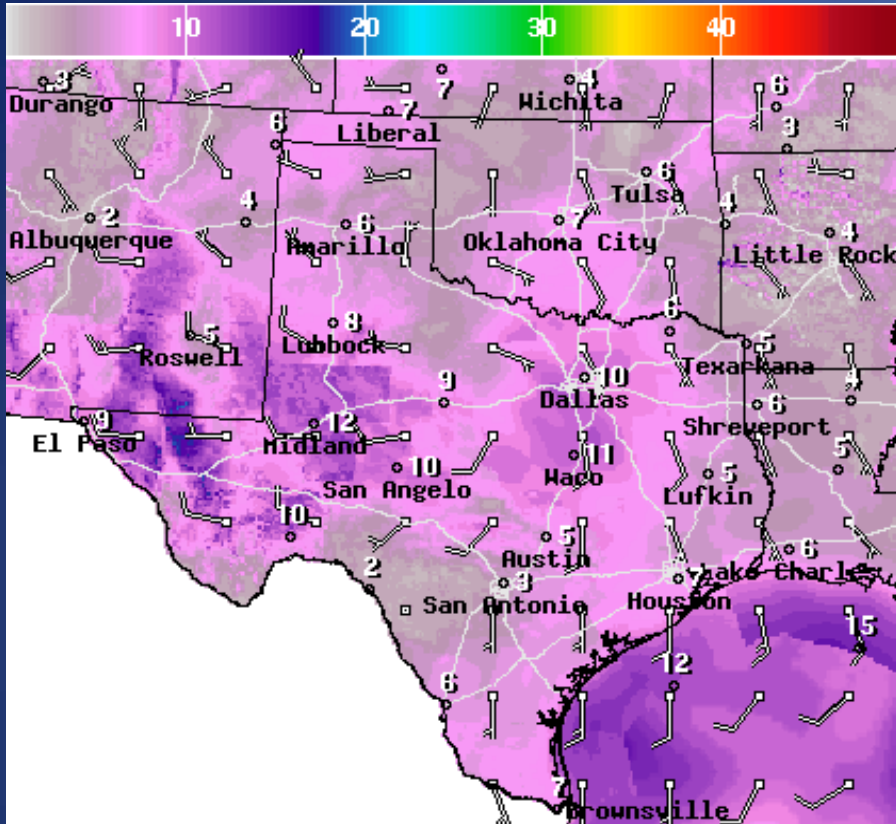 10 20 30 40
3 7 4 6
Durango Wichita
7
Liberal
6 3
6
Tulsa
2 4 6 7 4 4
Albuquerque Amarillo Oklahoma City Little Rock
8 6
5 5
Roswell Lubbock Texarkana
10
9 Dallas 6 4
9 12 Shreveport
El Paso Midland
10 11 5 5
San Angelo Waco Lufkin
10 5 6
Austin
2 3 7 Lake Charles
San Antonio Houston
15
12
6
7
Brownsville